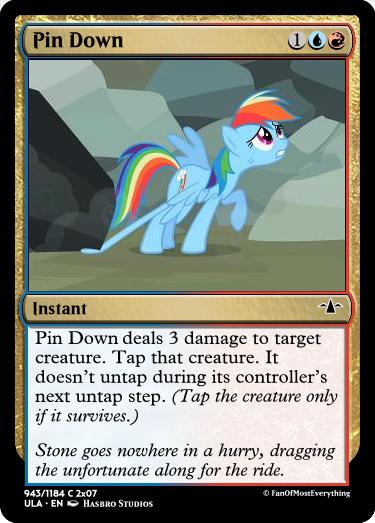 Pin Down 1
Instant
Pin Down deals 3 damage to target
creature. Tap that creature. It
doesn't untap during its controller's
next untap step. (Tap the creature only
if it survives.)
Stone goes nowhere in a hurry, dragging
the unfortunate along for the ride.
943/1184 C 2x07
ULA • EN Hasbro Studios
© FanOfMostEverything